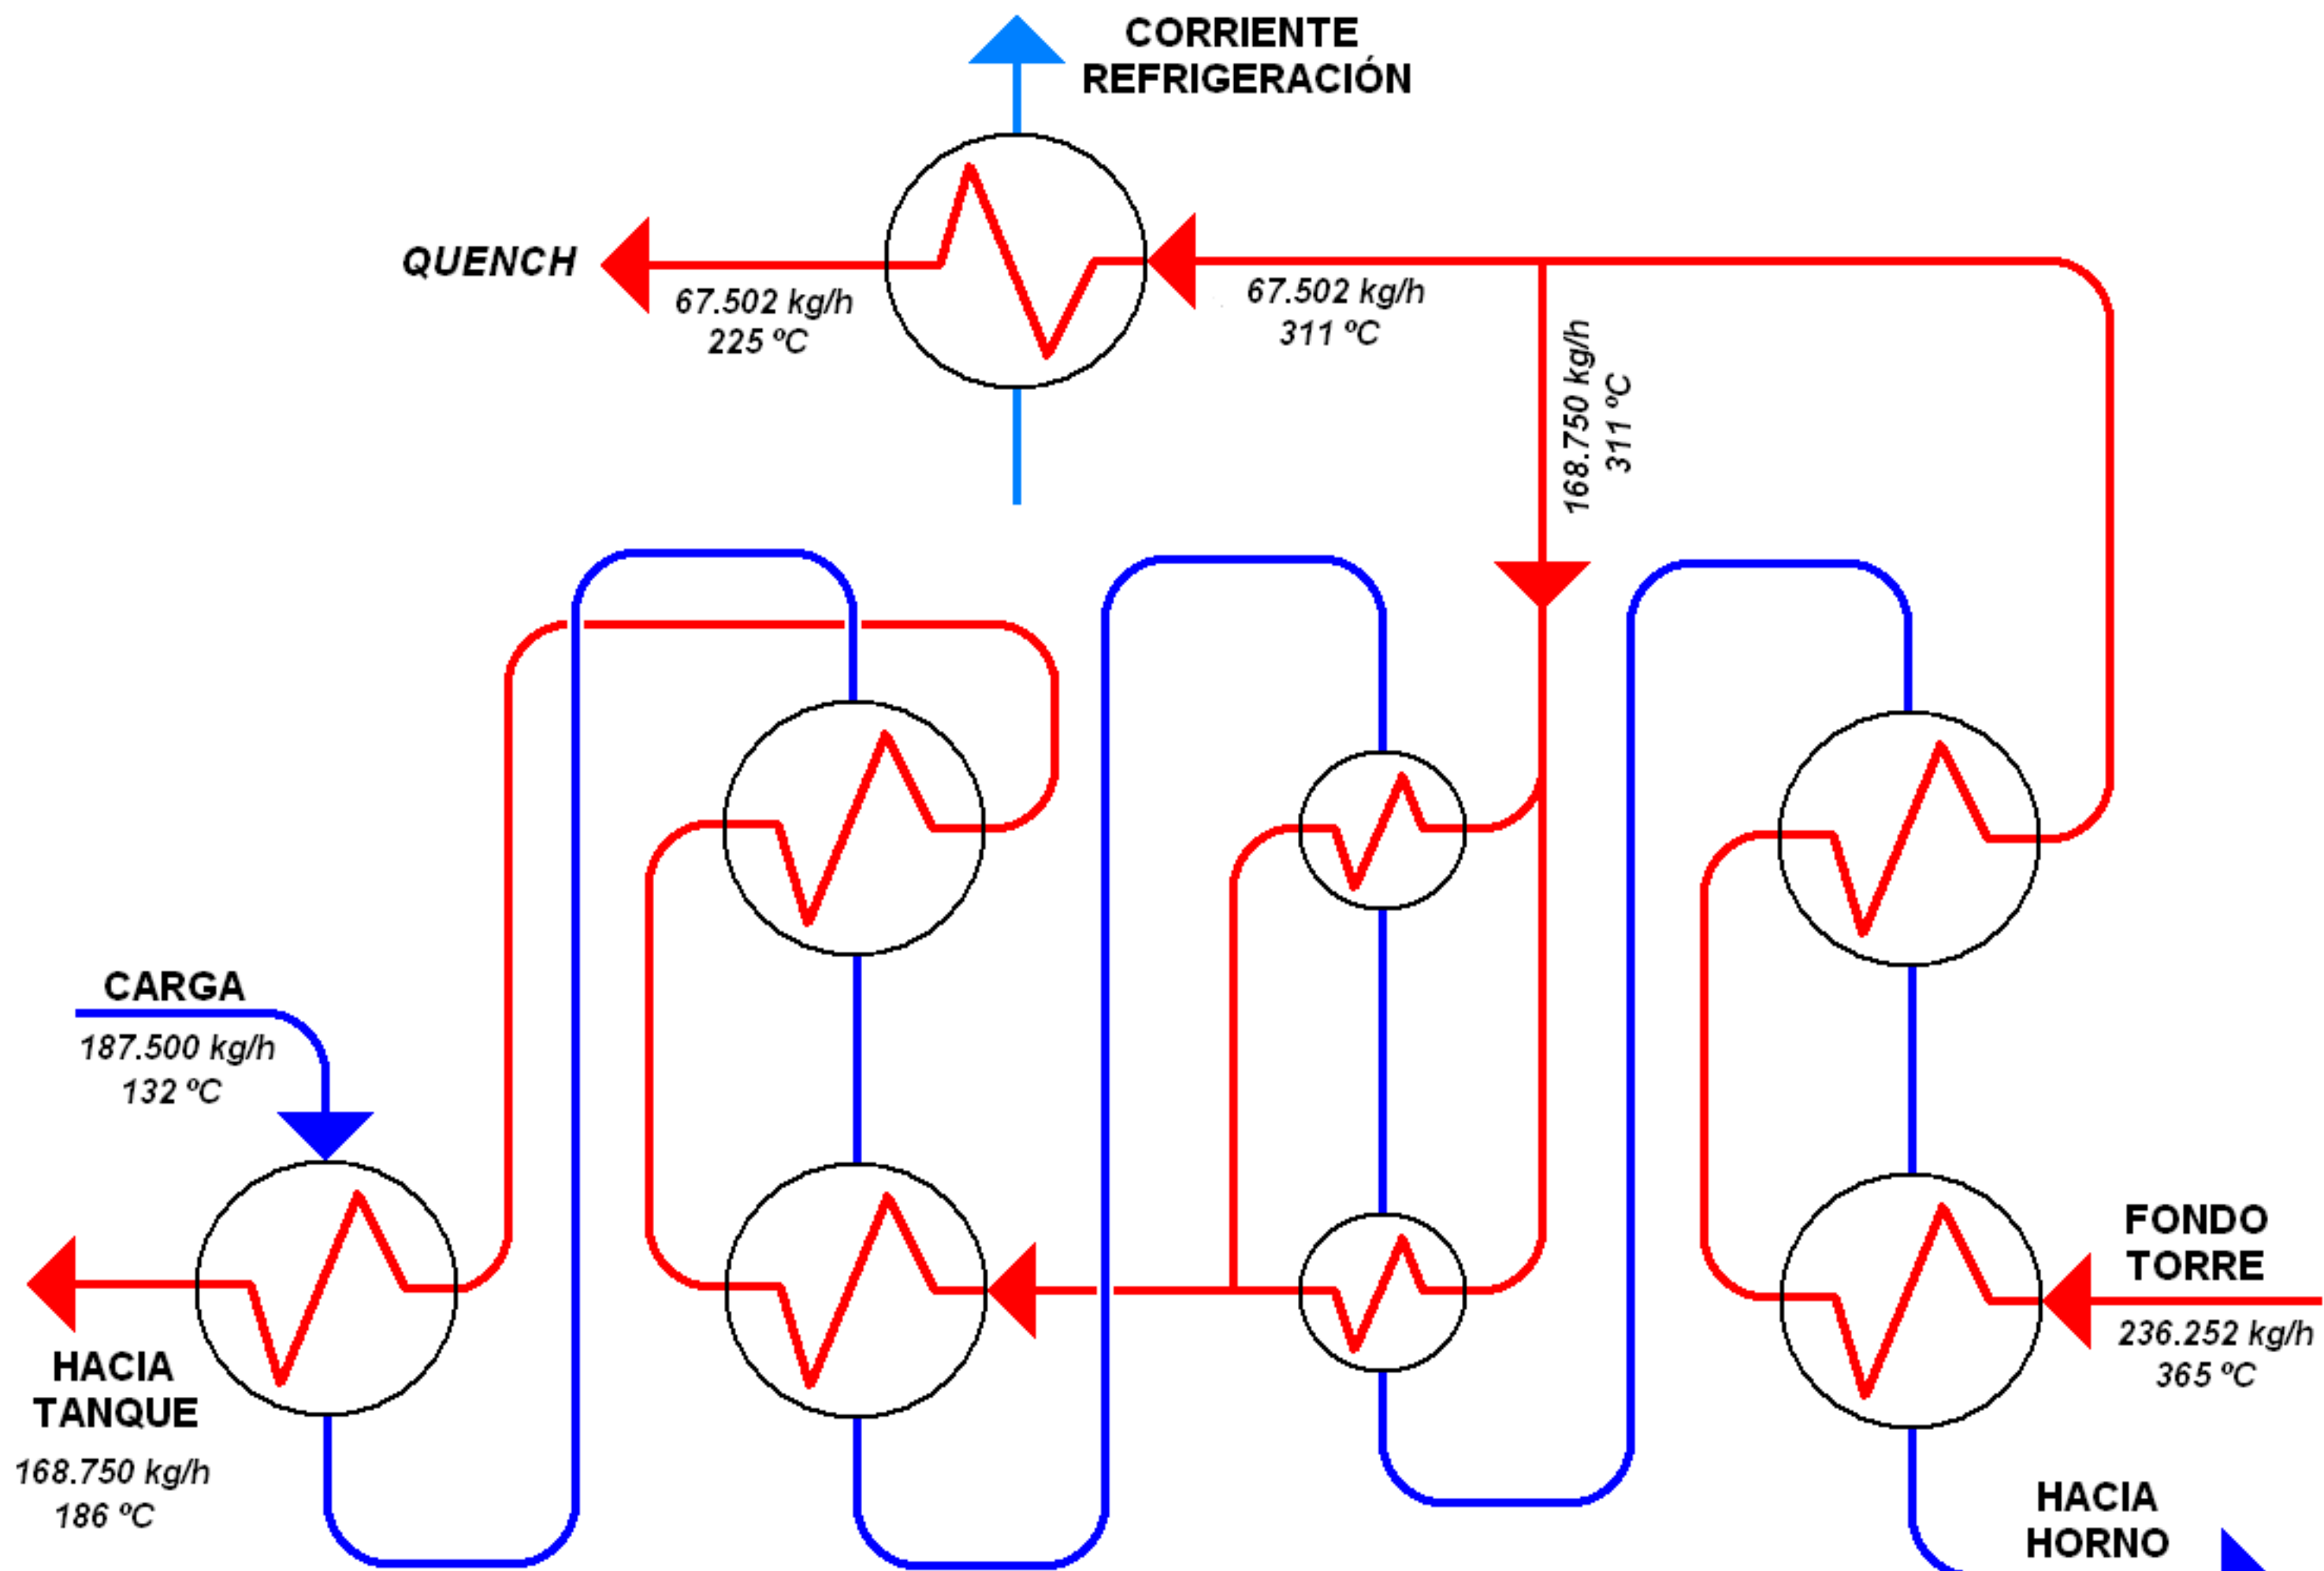 CORRIENTE
REFRIGERACIÓN
QUENCH
67.502 kg/h
225 ºC
67.502 kg/h
311 ºC
168.750 kg/h
311 ºC
CARGA
187.500 kg/h
132 ºC
HACIA
TANQUE
168.750 kg/h
186 ºC
FONDO
TORRE
236.252 kg/h
365 ºC
HACIA
HORNO